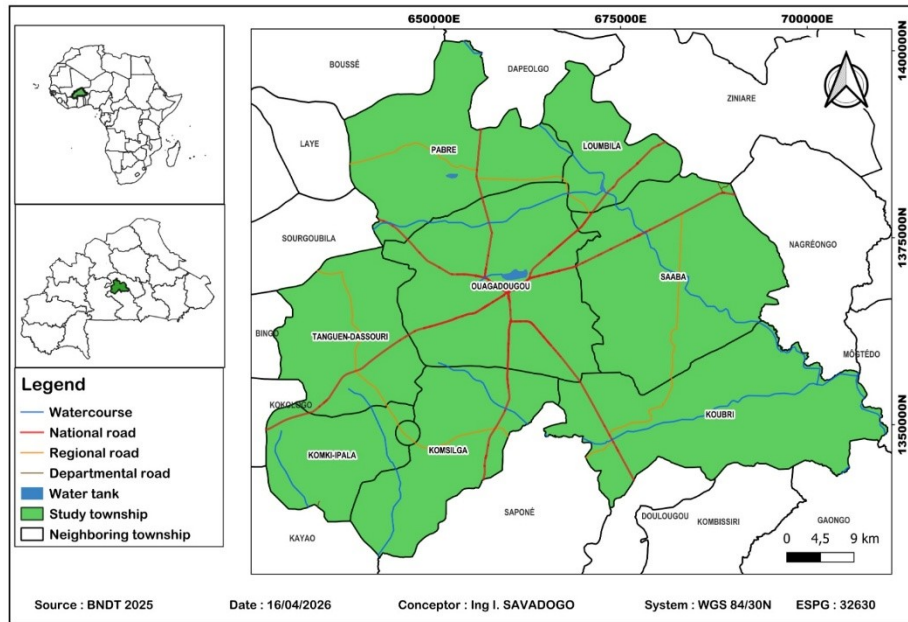 650000E 675000E 700000E
1400000N
1375000N
1350000N
BOUSSÉ
DAPEOLGO
ZINIARE
LAYE
PABRE
LOUMBILA
SOURGOUBILA
NAGRÉONGO
SAABA
OUAGADOUGOU
BINGO
TANGUEN-DASSOURI
MÔSTÉDO
KOUBRI
KOMKI-IPALA
KOMSILGA
SAPONÉ
DOULOUGOU
KOMBISSIRI
GAONGO
KAYAO
0 4,5 9 km
Legend
Watercourse
National road
Regional road
Departmental road
Water tank
Study township
Neighboring township
Source : BNDT 2025 Date : 16/04/2026 Conceptor : Ing I. SAVADOGO System : WGS 84/30N ESPG : 32630